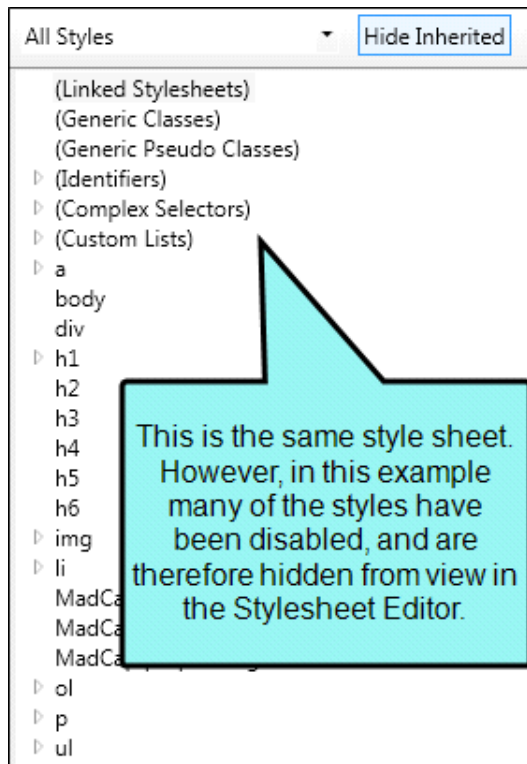 All Styles Hide Inherited
(Linked Stylesheets)
(Generic Classes)
(Generic Pseudo Classes)
(Identifiers)
(Complex Selectors)
(Custom Lists)
a
body
div
h1
h2
h3
h4
h5
h6
img
li
This is the same style sheet.
However, in this example
many of the styles have
been disabled, and are
therefore hidden from view in
the Stylesheet Editor.
ol
p
ul